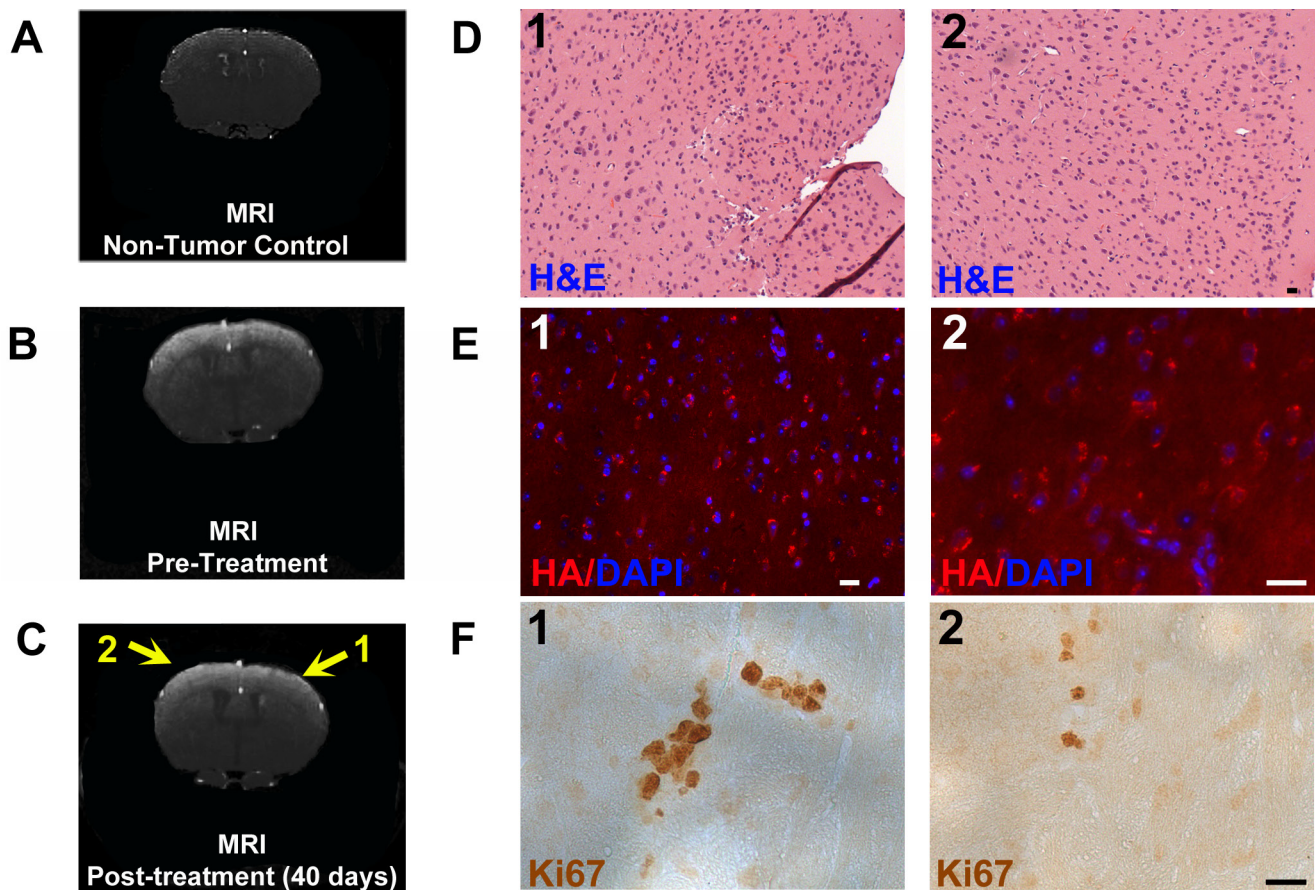 A
MRI
Non-Tumor Control
B
MRI
Pre-Treatment
C
2
1
MRI
Post-treatment (40 days)
D
1
H&E
2
H&E
E
1
HA/DAPI
2
HA/DAPI
F
1
Ki67
2
Ki67